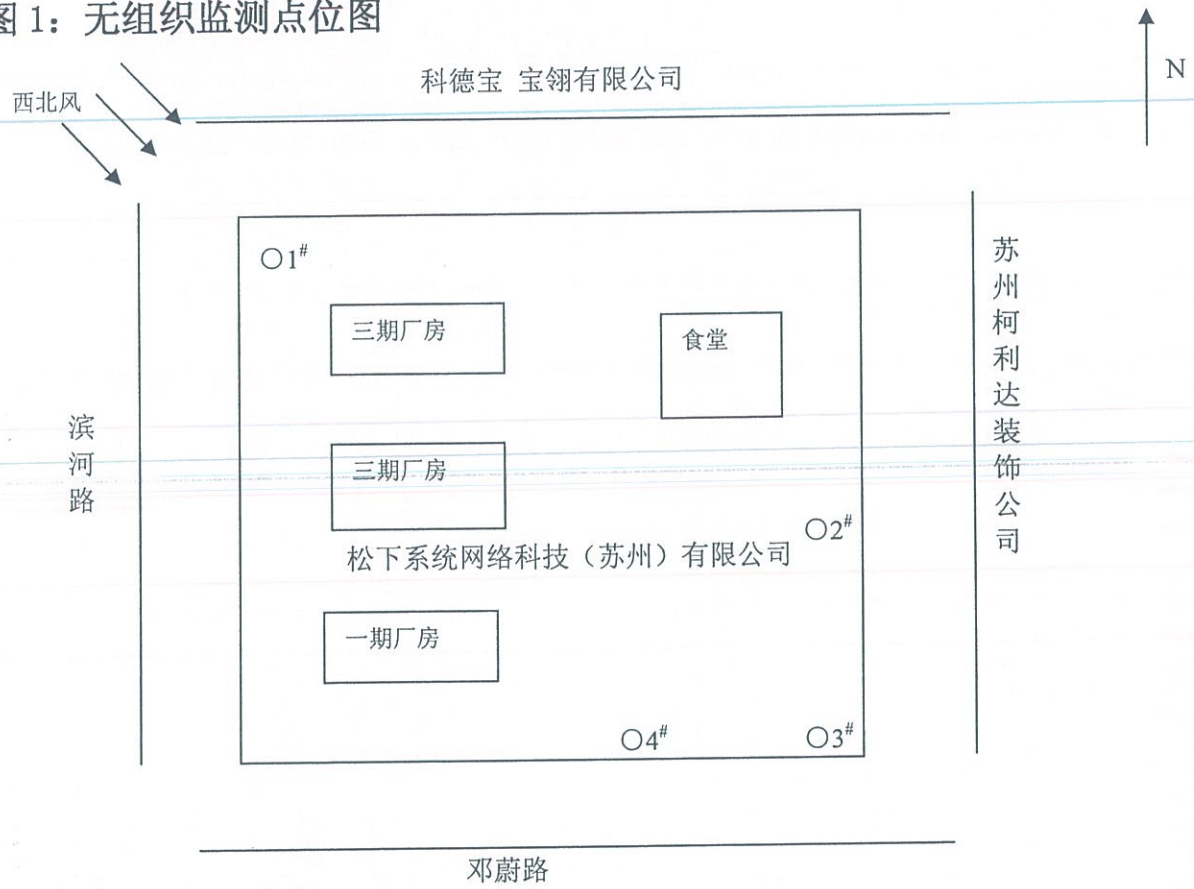 图 1：无组织监测点位图
科德宝 宝翎有限公司
N
西北风
○1#
三期厂房
食堂
苏州柯利达装饰公司
滨河路
三期厂房
○2#
松下系统网络科技（苏州）有限公司
一期厂房
○4#
○3#
邓蔚路